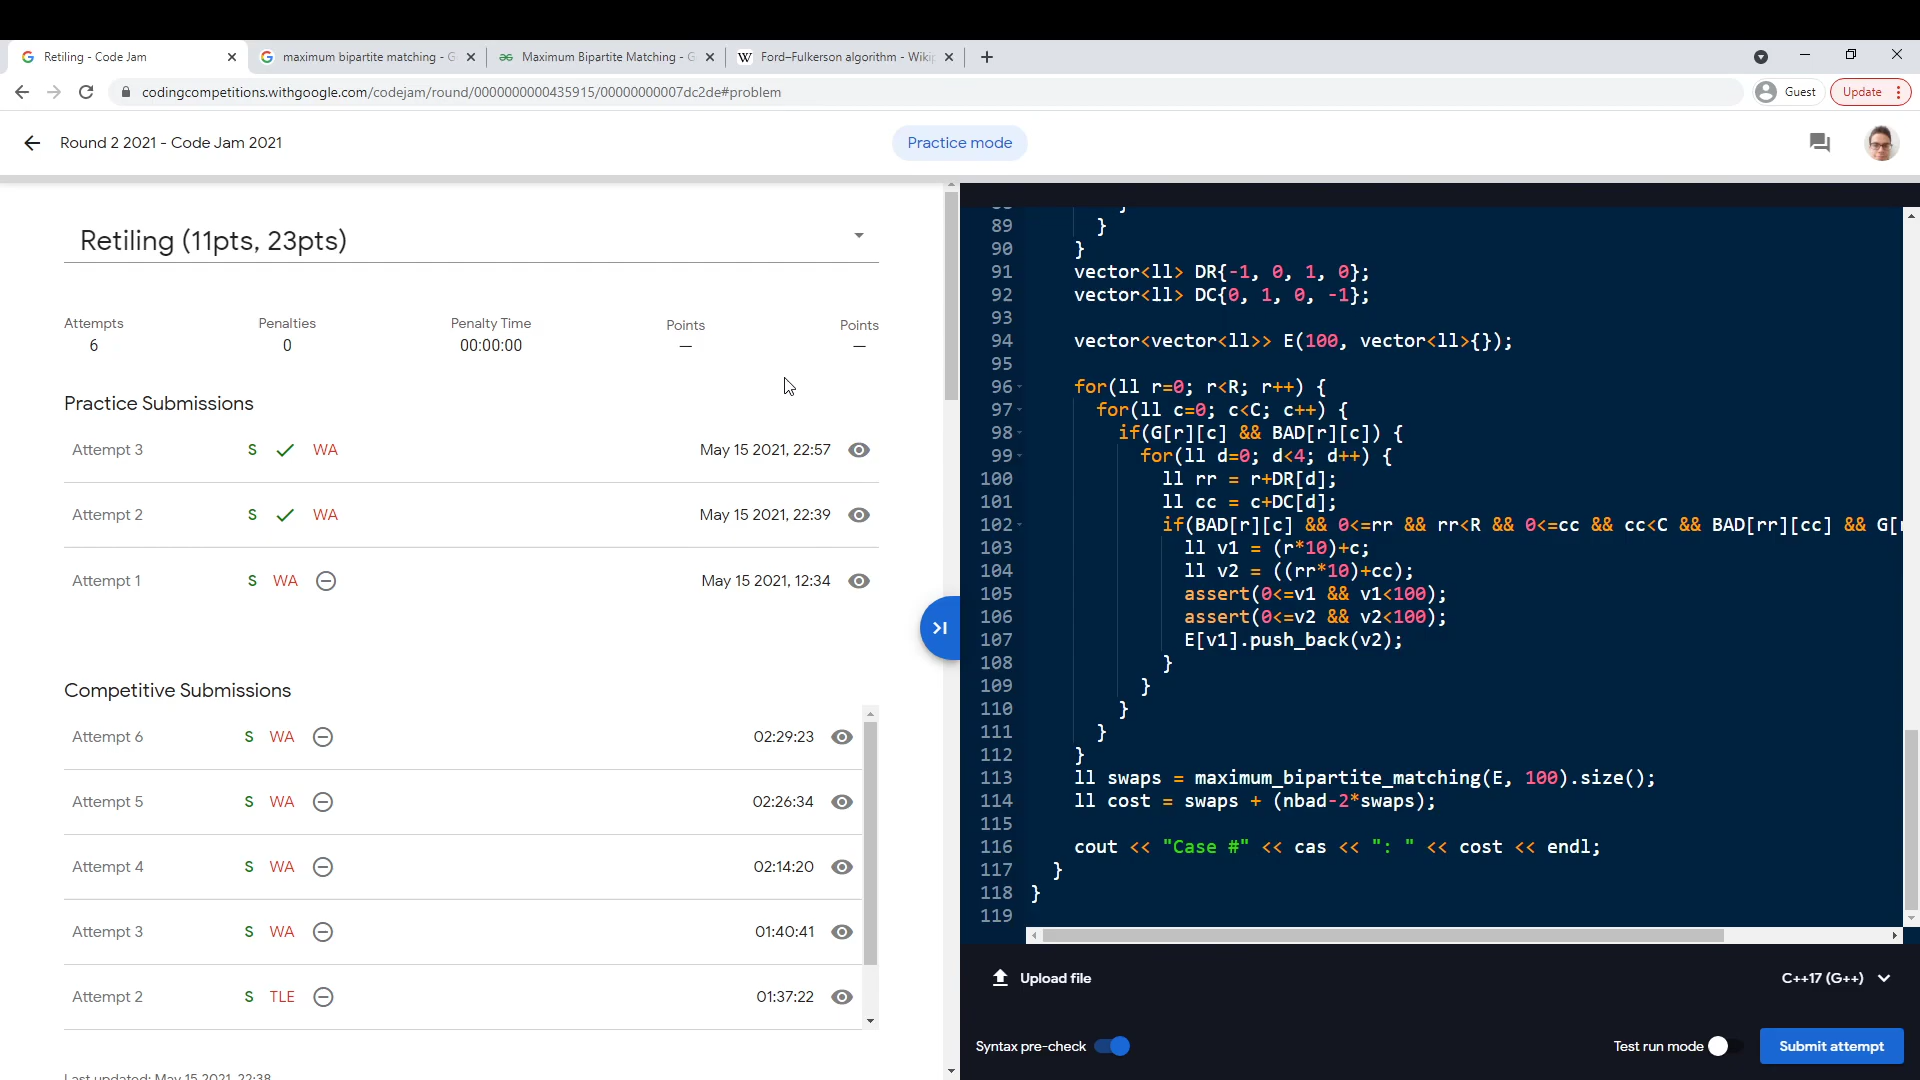 Retiling - Code Jam
maximum bipartite matching - G
Maximum Bipartite Matching - G
Ford–Fulkerson algorithm - Wikip
codingcompetitions.withgoogle.com/codejam/round/0000000000435915/00000000007dc2de#problem
Guest
Update
Round 2 2021 - Code Jam 2021
Practice mode
Retiling (11pts, 23pts)
Attempts Penalties Penalty Time Points Points
6 0 00:00:00 — —
Practice Submissions
Attempt 3 S WA May 15 2021, 22:57
Attempt 2 S WA May 15 2021, 22:39
Attempt 1 S WA May 15 2021, 12:34
Competitive Submissions
Attempt 6 S WA 02:29:23
Attempt 5 S WA 02:26:34
Attempt 4 S WA 02:14:20
Attempt 3 S WA 01:40:41
Attempt 2 S TLE 01:37:22
Last updated: May 15 2021, 22:38
89 }
90 }
91 vector<ll> DR{-1, 0, 1, 0};
92 vector<ll> DC{0, 1, 0, -1};
93
94 vector<vector<ll>> E(100, vector<ll>{});
95
96 for(ll r=0; r<R; r++) {
97 for(ll c=0; c<C; c++) {
98 if(G[r][c] && BAD[r][c]) {
99 for(ll d=0; d<4; d++) {
100 ll rr = r+DR[d];
101 ll cc = c+DC[d];
102 if(BAD[r][c] && 0<=rr && rr<R && 0<=cc && cc<C && BAD[rr][cc] && G[r
103 ll v1 = (r*10)+c;
104 ll v2 = ((rr*10)+cc);
105 assert(0<=v1 && v1<100);
106 assert(0<=v2 && v2<100);
107 E[v1].push_back(v2);
108 }
109 }
110 }
111 }
112 }
113 ll swaps = maximum_bipartite_matching(E, 100).size();
114 ll cost = swaps + (nbad-2*swaps);
115
116 cout << "Case #" << cas << ": " << cost << endl;
117 }
118 }
119
Upload file
C++17 (G++)
Syntax pre-check
Test run mode
Submit attempt